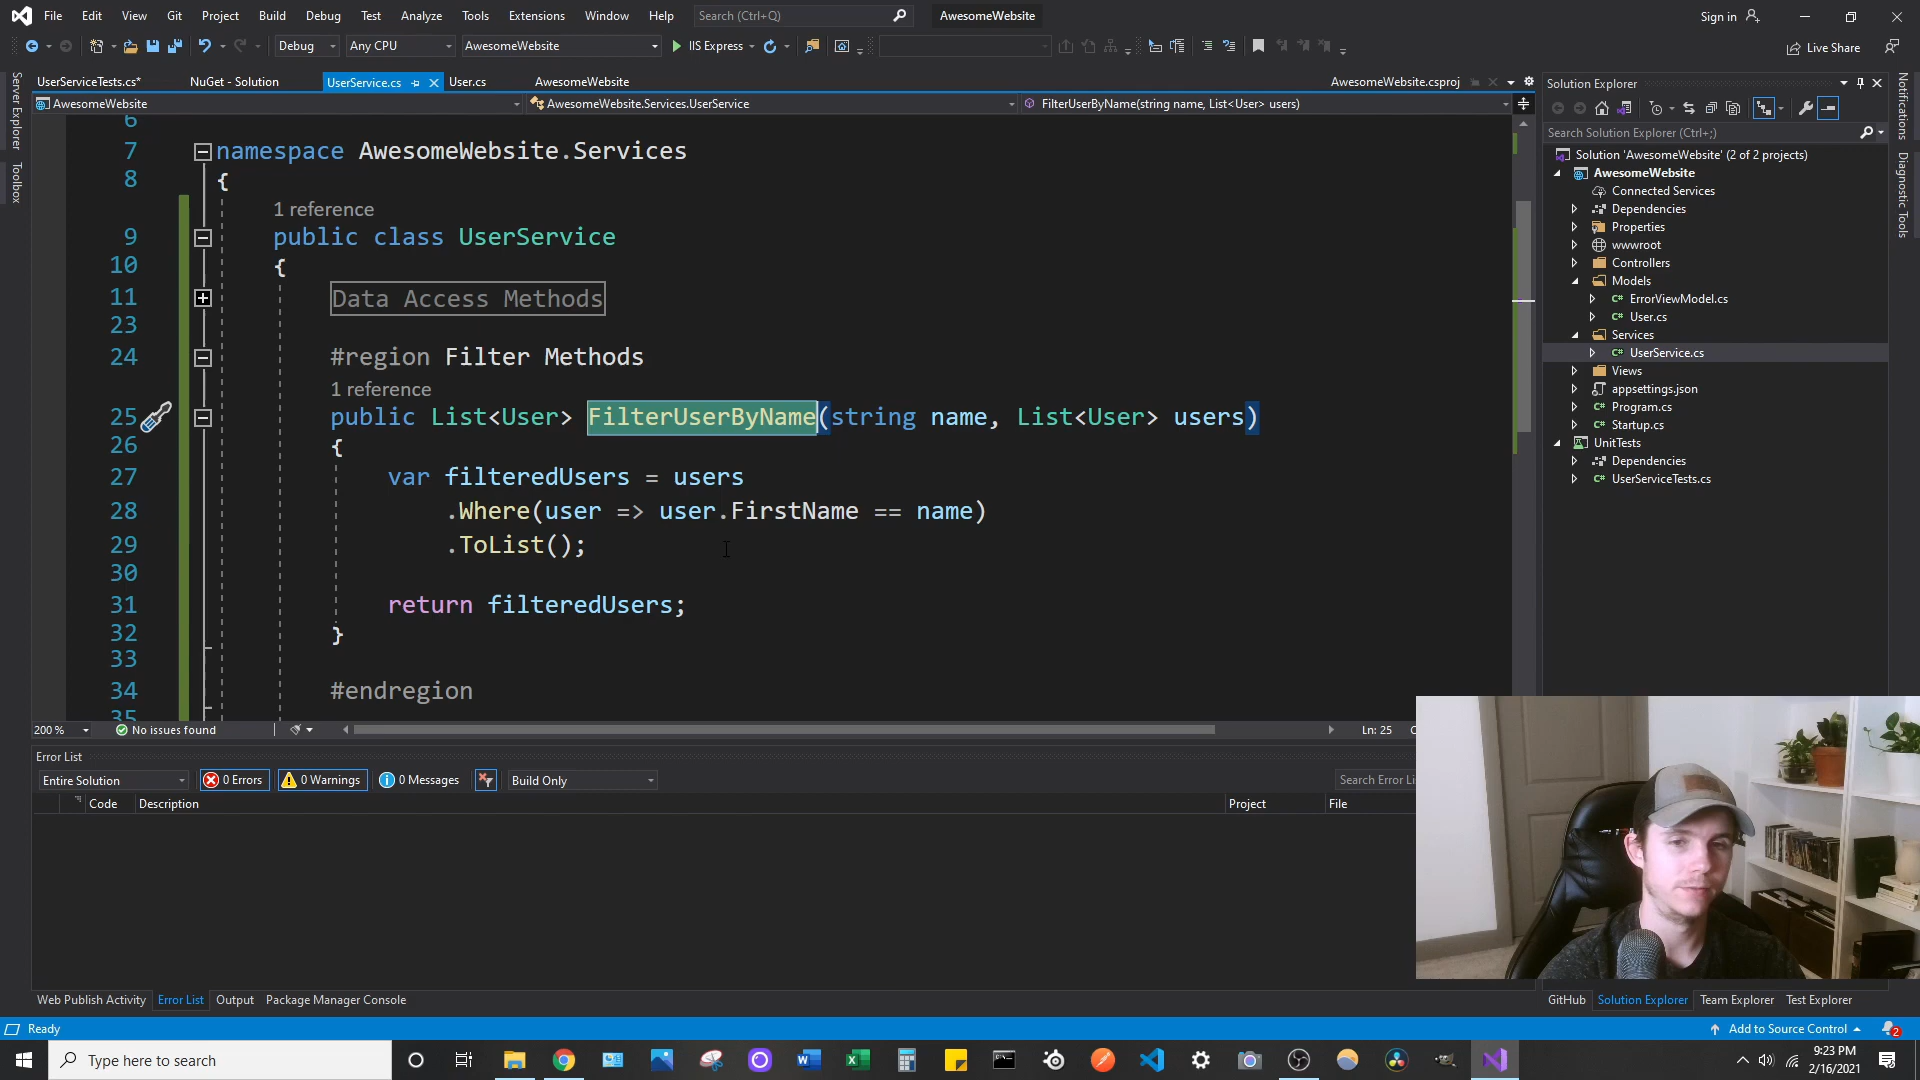 File Edit View Git Project Build Debug Test Analyze Tools Extensions Window Help Search (Ctrl+Q) AwesomeWebsite Sign in
Debug Any CPU AwesomeWebsite IIS Express Live Share
UserServiceTests.cs* NuGet - Solution UserService.cs User.cs AwesomeWebsite AwesomeWebsite.csproj
AwesomeWebsite AwesomeWebsite.Services.UserService FilterUserByName(string name, List<User> users)
Server Explorer
Toolbox
6
7 namespace AwesomeWebsite.Services
8 {
1 reference
9 public class UserService
10 {
11 Data Access Methods
23
24 #region Filter Methods
1 reference
25 public List<User> FilterUserByName(string name, List<User> users)
26 {
27 var filteredUsers = users
28 .Where(user => user.FirstName == name)
29 .ToList();
30
31 return filteredUsers;
32 }
33
34 #endregion
35
200 % No issues found Ln: 25
Error List
Entire Solution 0 Errors 0 Warnings 0 Messages Build Only Search Error Li
Code Description Project File
Web Publish Activity Error List Output Package Manager Console
Solution Explorer
Search Solution Explorer (Ctrl+;)
Solution 'AwesomeWebsite' (2 of 2 projects)
AwesomeWebsite
Connected Services
Dependencies
Properties
wwwroot
Controllers
Models
C# ErrorViewModel.cs
C# User.cs
Services
C# UserService.cs
Views
appsettings.json
C# Program.cs
C# Startup.cs
UnitTests
Dependencies
C# UserServiceTests.cs
Notifications
Diagnostic Tools
GitHub Solution Explorer Team Explorer Test Explorer
Ready Add to Source Control 2
Type here to search
9:23 PM
2/16/2021